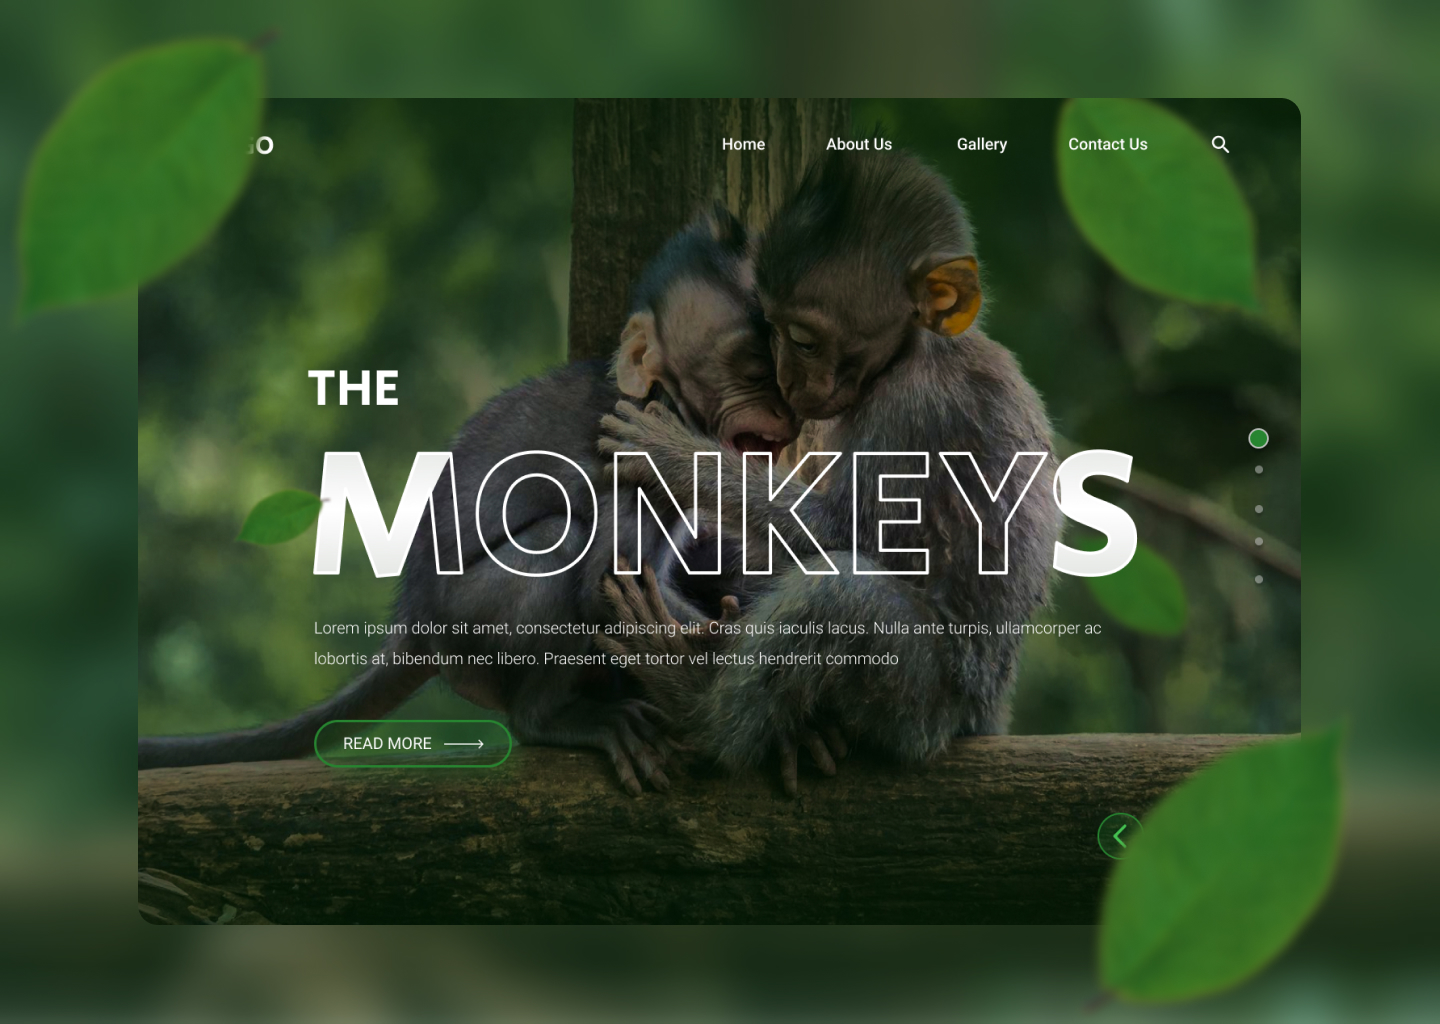 Home About Us Gallery Contact Us
THE
MONKEYS
Lorem ipsum dolor sit amet, consectetur adipiscing elit. Cras quis iaculis lacus. Nulla ante turpis, ullamcorper ac
lobortis at, bibendum nec libero. Praesent eget tortor vel lectus hendrerit commodo
READ MORE